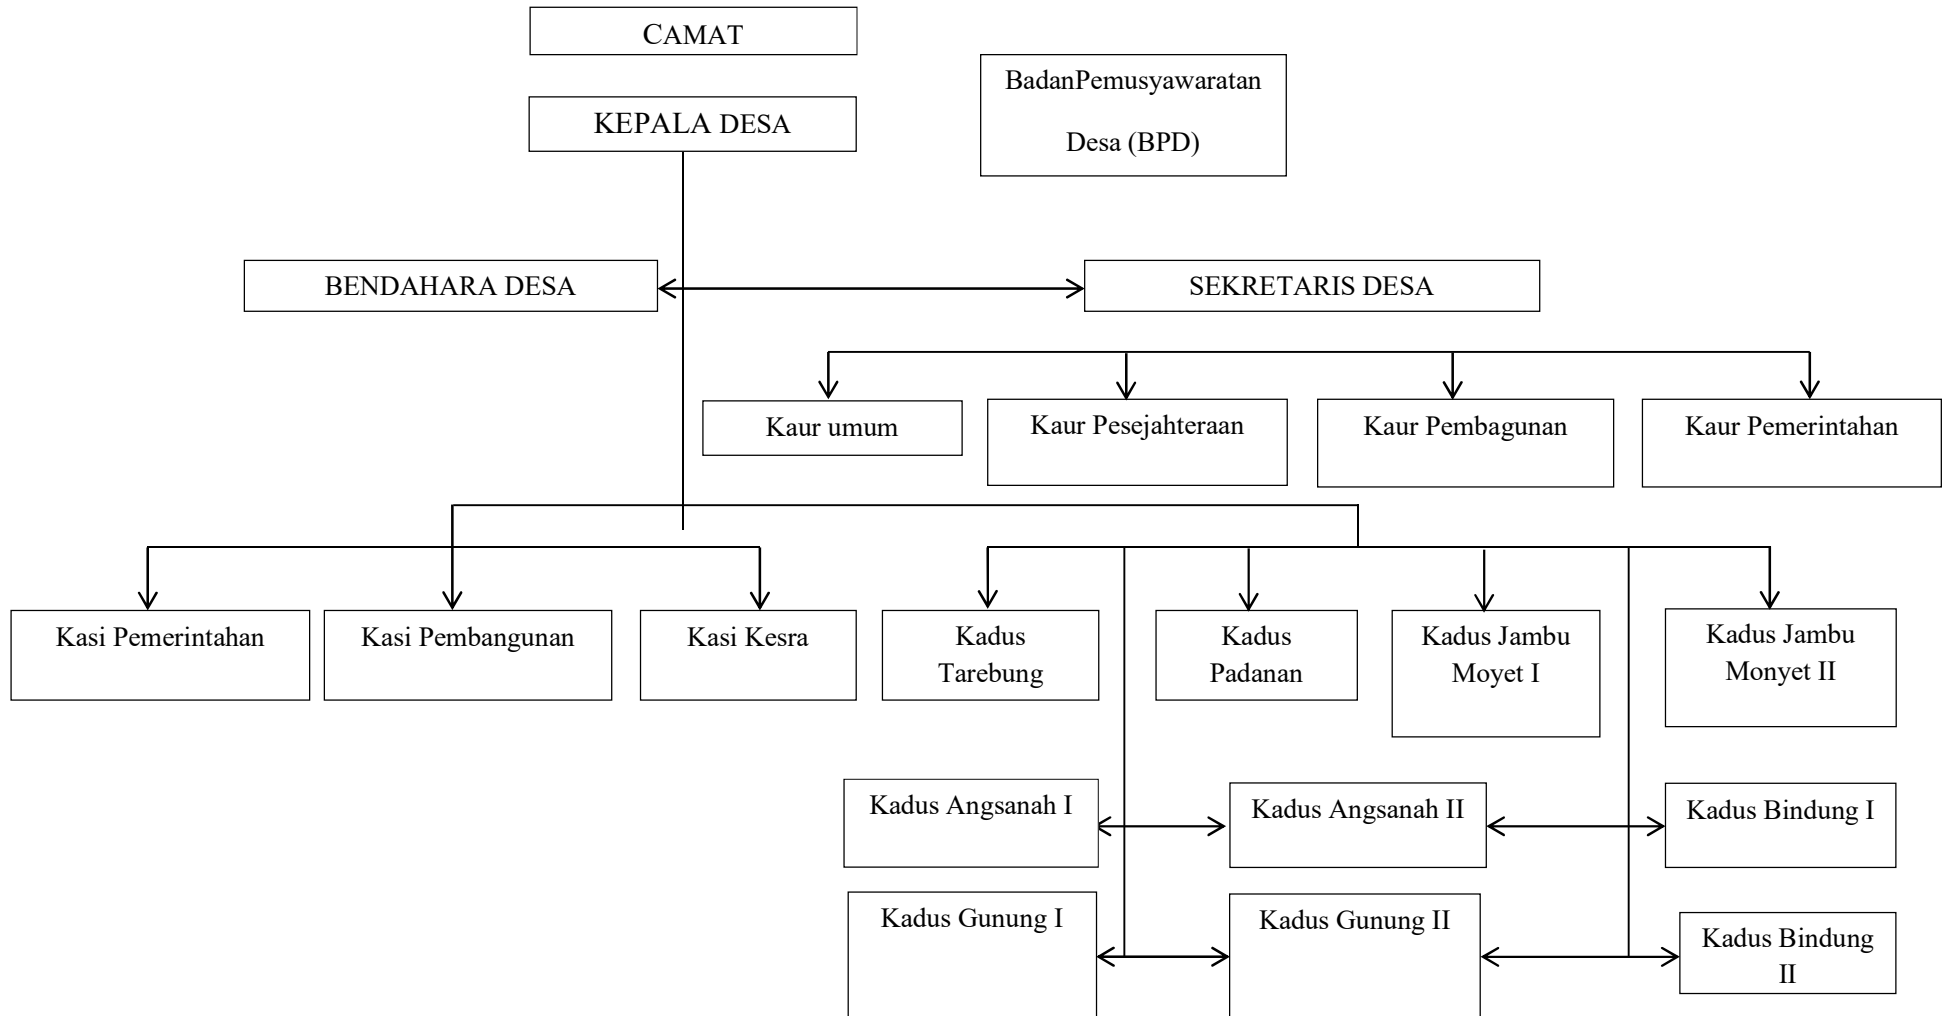 CAMAT
BadanPemusyawaratan
Desa (BPD)
KEPALA DESA
BENDAHARA DESA
SEKRETARIS DESA
Kaur umum
Kaur Pesejahteraan
Kaur Pembagunan
Kaur Pemerintahan
Kasi Pemerintahan
Kasi Pembangunan
Kasi Kesra
Kadus
Tarebung
Kadus
Padanan
Kadus Jambu
Moyet I
Kadus Jambu
Monyet II
Kadus Angsanah I
Kadus Angsanah II
Kadus Bindung I
Kadus Gunung I
Kadus Gunung II
Kadus Bindung
II